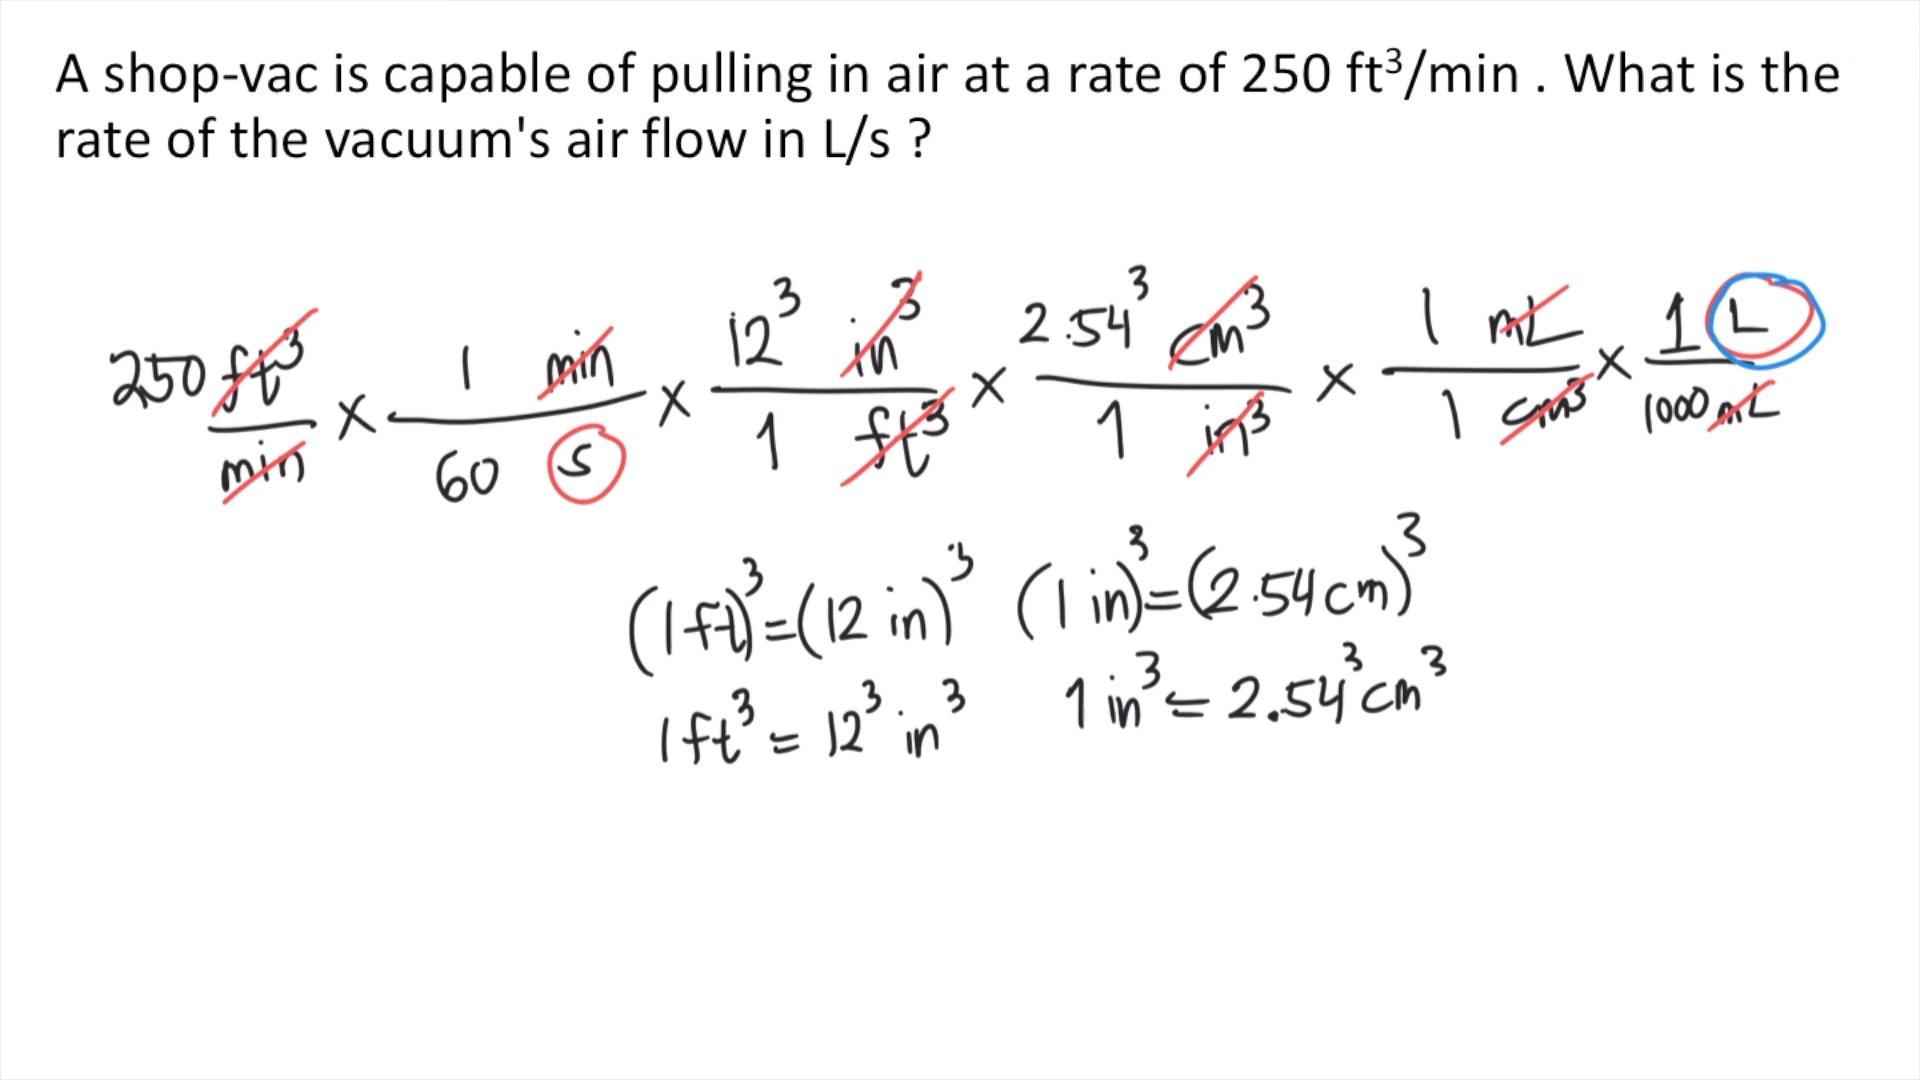 A shop-vac is capable of pulling in air at a rate of 250 ft³/min . What is the
rate of the vacuum's air flow in L/s ?
250 ft³/min × 1 min/60 s × 12³ in³/1 ft³ × 2.54³ cm³/1 in³ × 1 mL/1 cm³ × 1 L/1000 mL
(1 ft)³=(12 in)³ (1 in)³=(2.54 cm)³
1 ft³ = 12³ in³ 1 in³ = 2.54³ cm³